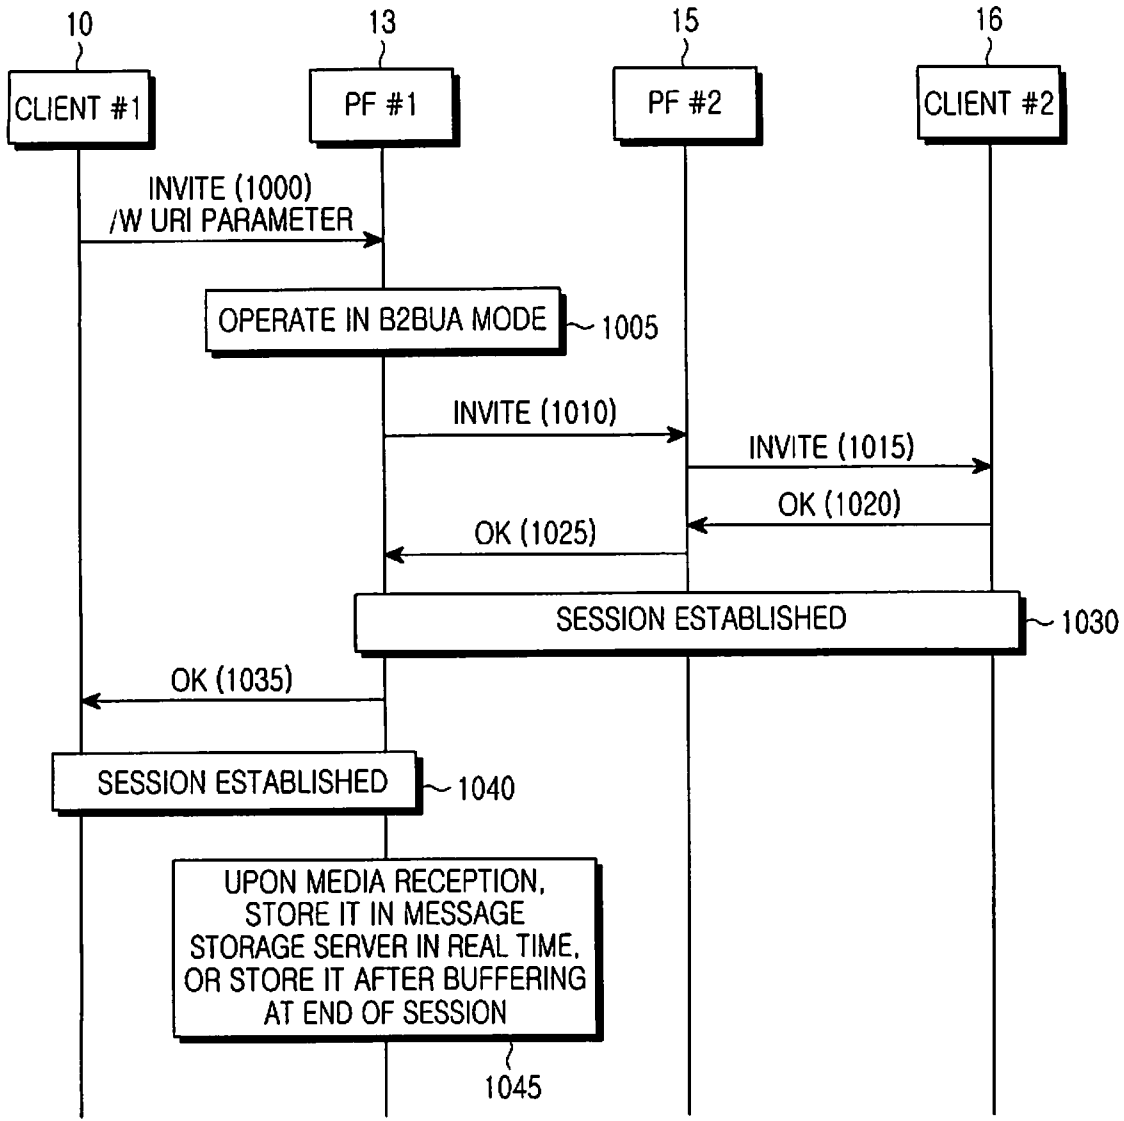 10
13
15
16
CLIENT #1
PF #1
PF #2
CLIENT #2
INVITE (1000)
/W URI PARAMETER
OPERATE IN B2BUA MODE
1005
INVITE (1010)
INVITE (1015)
OK (1020)
OK (1025)
SESSION ESTABLISHED
1030
OK (1035)
SESSION ESTABLISHED
1040
UPON MEDIA RECEPTION,
STORE IT IN MESSAGE
STORAGE SERVER IN REAL TIME,
OR STORE IT AFTER BUFFERING
AT END OF SESSION
1045